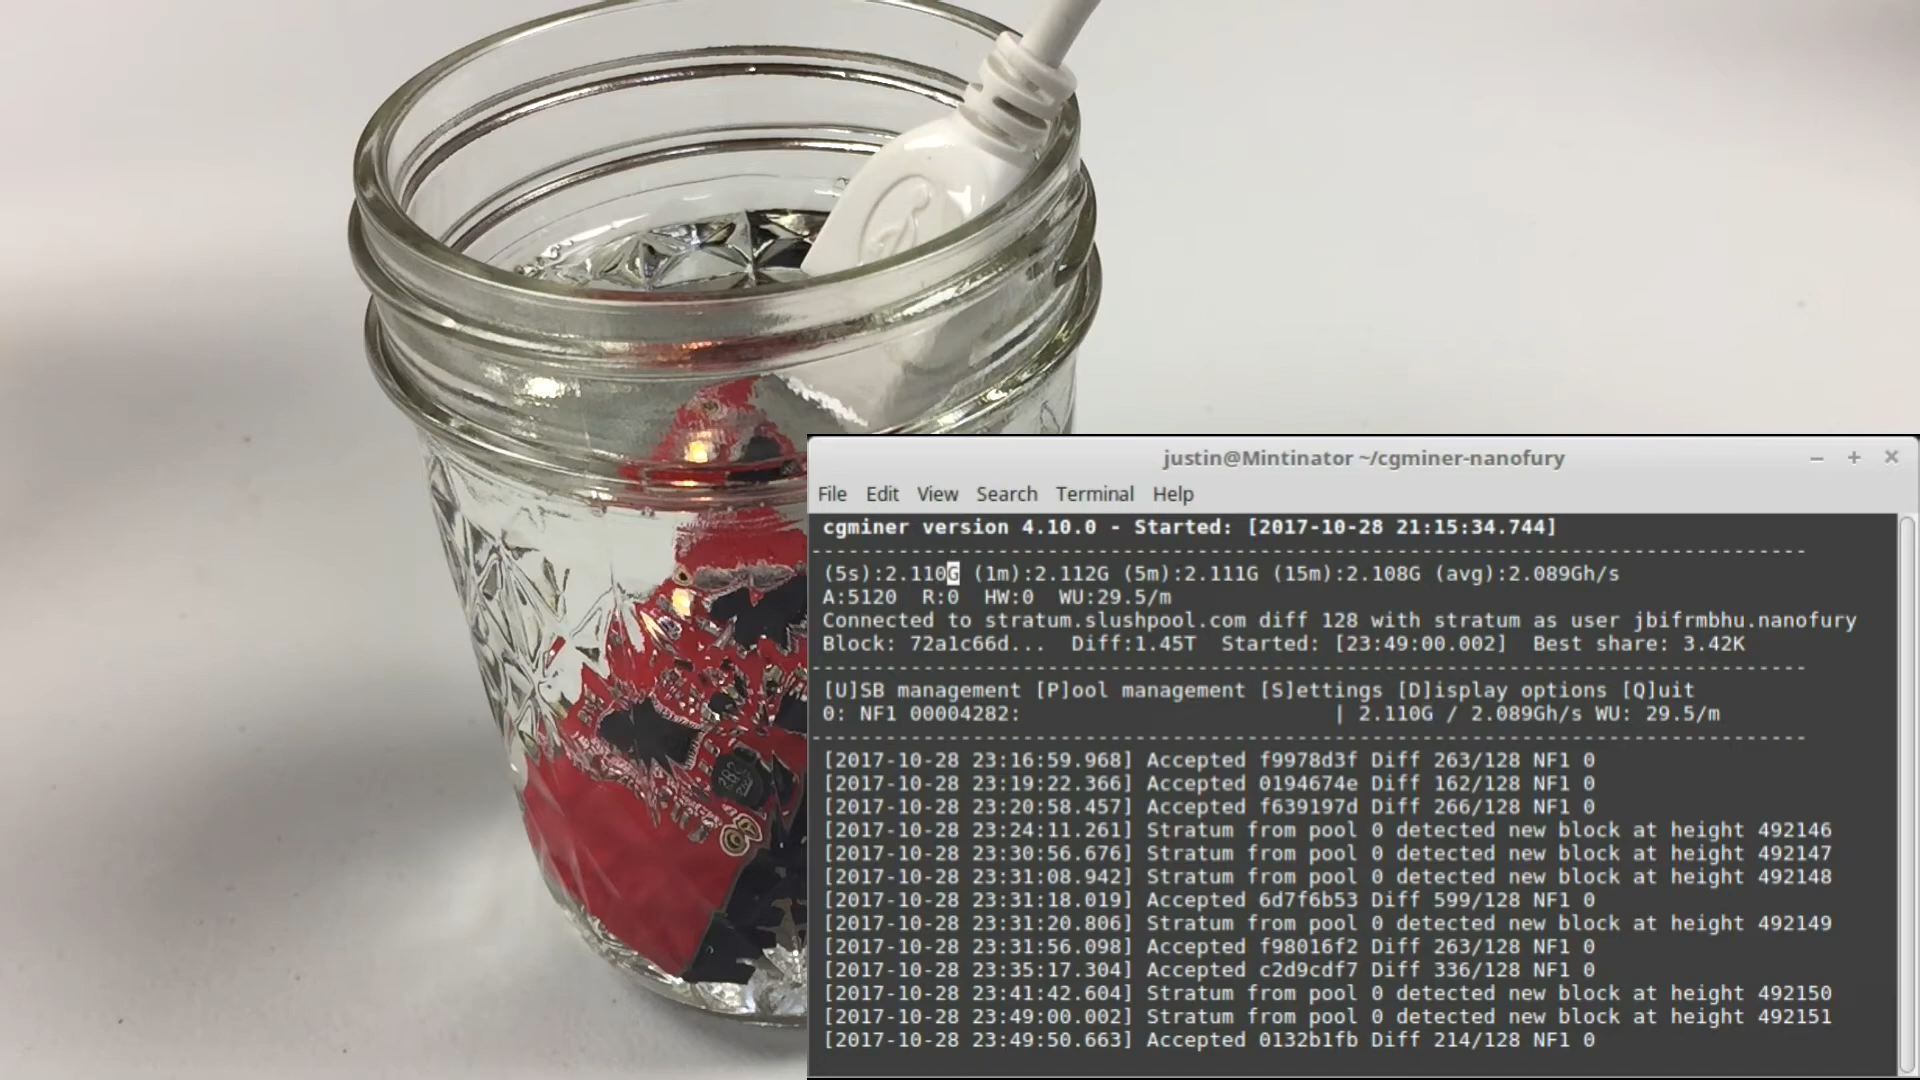 justin@Mintinator ~/cgminer-nanofury
File Edit View Search Terminal Help
cgminer version 4.10.0 - Started: [2017-10-28 21:15:34.744]
(5s):2.110G (1m):2.112G (5m):2.111G (15m):2.108G (avg):2.089Gh/s
A:5120 R:0 HW:0 WU:29.5/m
Connected to stratum.slushpool.com diff 128 with stratum as user jbifrmbhu.nanofury
Block: 72a1c66d... Diff:1.45T Started: [23:49:00.002] Best share: 3.42K
[U]SB management [P]ool management [S]ettings [D]isplay options [Q]uit
0: NF1 00004282: | 2.110G / 2.089Gh/s WU: 29.5/m
[2017-10-28 23:16:59.968] Accepted f9978d3f Diff 263/128 NF1 0
[2017-10-28 23:19:22.366] Accepted 0194674e Diff 162/128 NF1 0
[2017-10-28 23:20:58.457] Accepted f639197d Diff 266/128 NF1 0
[2017-10-28 23:24:11.261] Stratum from pool 0 detected new block at height 492146
[2017-10-28 23:30:56.676] Stratum from pool 0 detected new block at height 492147
[2017-10-28 23:31:08.942] Stratum from pool 0 detected new block at height 492148
[2017-10-28 23:31:18.019] Accepted 6d7f6b53 Diff 599/128 NF1 0
[2017-10-28 23:31:20.806] Stratum from pool 0 detected new block at height 492149
[2017-10-28 23:31:56.098] Accepted f98016f2 Diff 263/128 NF1 0
[2017-10-28 23:35:17.304] Accepted c2d9cdf7 Diff 336/128 NF1 0
[2017-10-28 23:41:42.604] Stratum from pool 0 detected new block at height 492150
[2017-10-28 23:49:00.002] Stratum from pool 0 detected new block at height 492151
[2017-10-28 23:49:50.663] Accepted 0132b1fb Diff 214/128 NF1 0